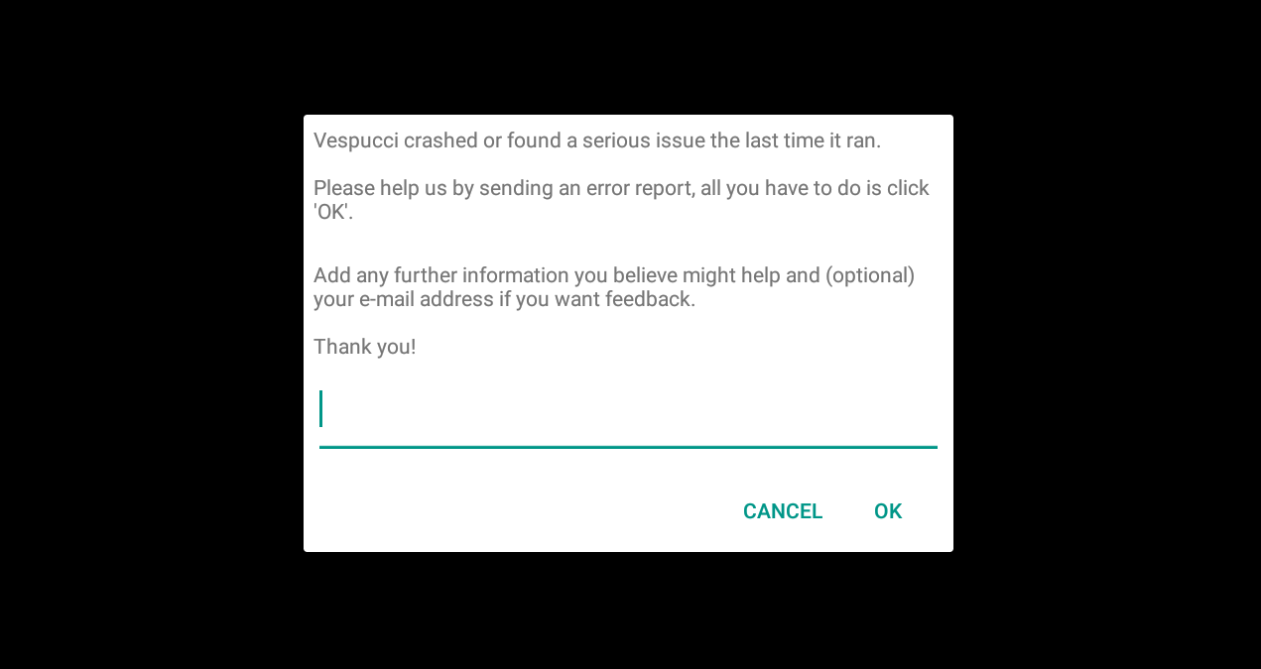 Vespucci crashed or found a serious issue the last time it ran.
Please help us by sending an error report, all you have to do is click
'OK'.
Add any further information you believe might help and (optional)
your e-mail address if you want feedback.
Thank you!
CANCEL OK